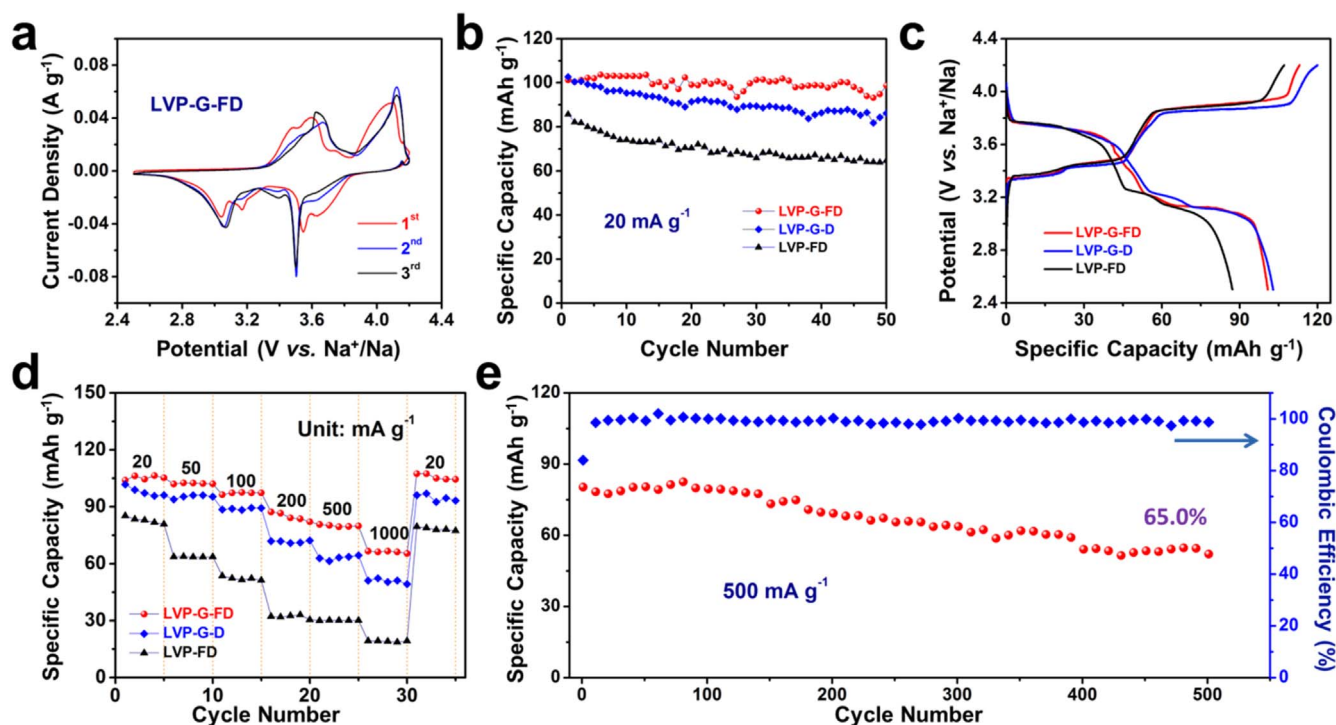 a
0.08
0.04
0.00
-0.04
-0.08
Current Density (A g⁻¹)
LVP-G-FD
1ˢᵗ
2ⁿᵈ
3ʳᵈ
2.4 2.8 3.2 3.6 4.0 4.4
Potential (V vs. Na⁺/Na)
b
120
100
80
60
40
20
0
Specific Capacity (mAh g⁻¹)
20 mA g⁻¹
LVP-G-FD
LVP-G-D
LVP-FD
0 10 20 30 40 50
Cycle Number
c
4.4
4.0
3.6
3.2
2.8
2.4
Potential (V vs. Na⁺/Na)
LVP-G-FD
LVP-G-D
LVP-FD
0 30 60 90 120
Specific Capacity (mAh g⁻¹)
d
150
120
90
60
30
0
Specific Capacity (mAh g⁻¹)
Unit: mA g⁻¹
20 50 100 200 500 1000 20
LVP-G-FD
LVP-G-D
LVP-FD
0 10 20 30
Cycle Number
e
120
90
60
30
0
Specific Capacity (mAh g⁻¹)
65.0%
500 mA g⁻¹
0 100 200 300 400 500
Cycle Number
100
80
60
40
20
0
Coulombic Efficiency (%)